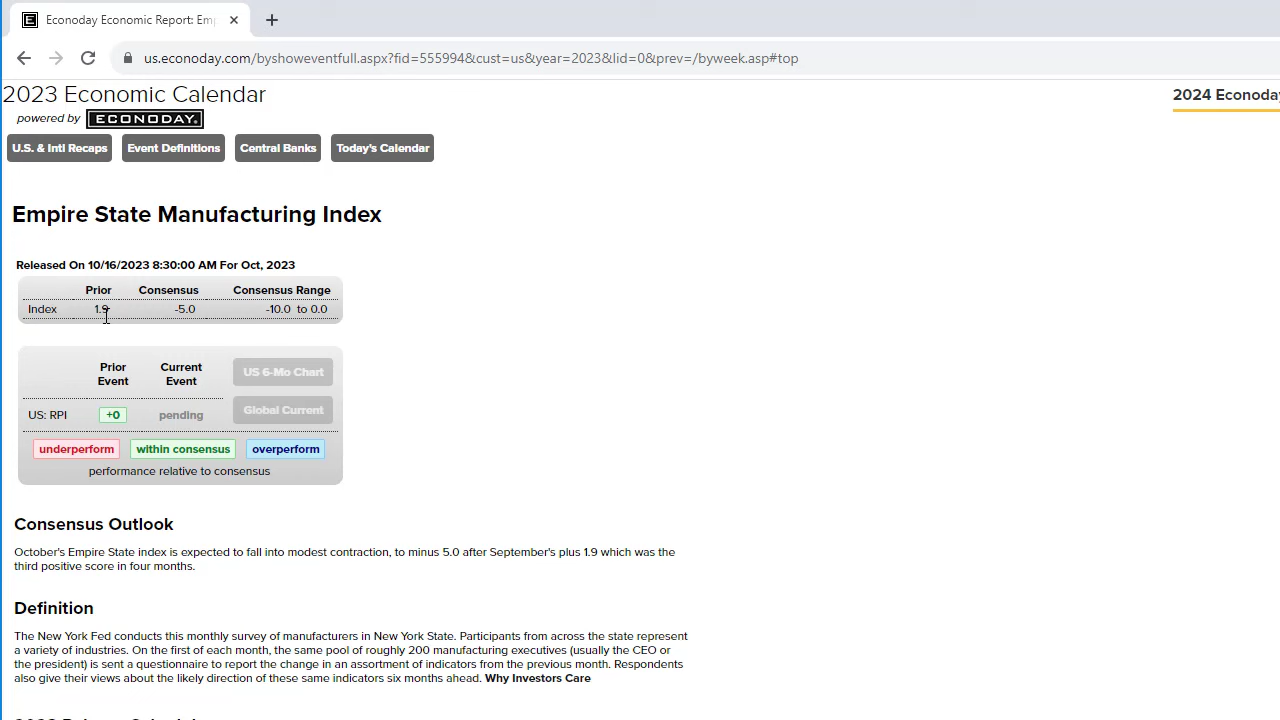 Econoday Economic Report: Em
us.econoday.com/byshoweventfull.aspx?fid=555994&cust=us&year=2023&lid=0&prev=/byweek.asp#top
2023 Economic Calendar
2024 Econoday
powered by ECONODAY
U.S. & Intl Recaps Event Definitions Central Banks Today's Calendar
Empire State Manufacturing Index
Released On 10/16/2023 8:30:00 AM For Oct, 2023
Prior Consensus Consensus Range
Index 1.9 -5.0 -10.0 to 0.0
Prior Event Current Event US 6-Mo Chart
Global Current
US: RPI +0 pending
underperform within consensus overperform
performance relative to consensus
Consensus Outlook
October's Empire State index is expected to fall into modest contraction, to minus 5.0 after September's plus 1.9 which was the
third positive score in four months.
Definition
The New York Fed conducts this monthly survey of manufacturers in New York State. Participants from across the state represent
a variety of industries. On the first of each month, the same pool of roughly 200 manufacturing executives (usually the CEO or
the president) is sent a questionnaire to report the change in an assortment of indicators from the previous month. Respondents
also give their views about the likely direction of these same indicators six months ahead. Why Investors Care